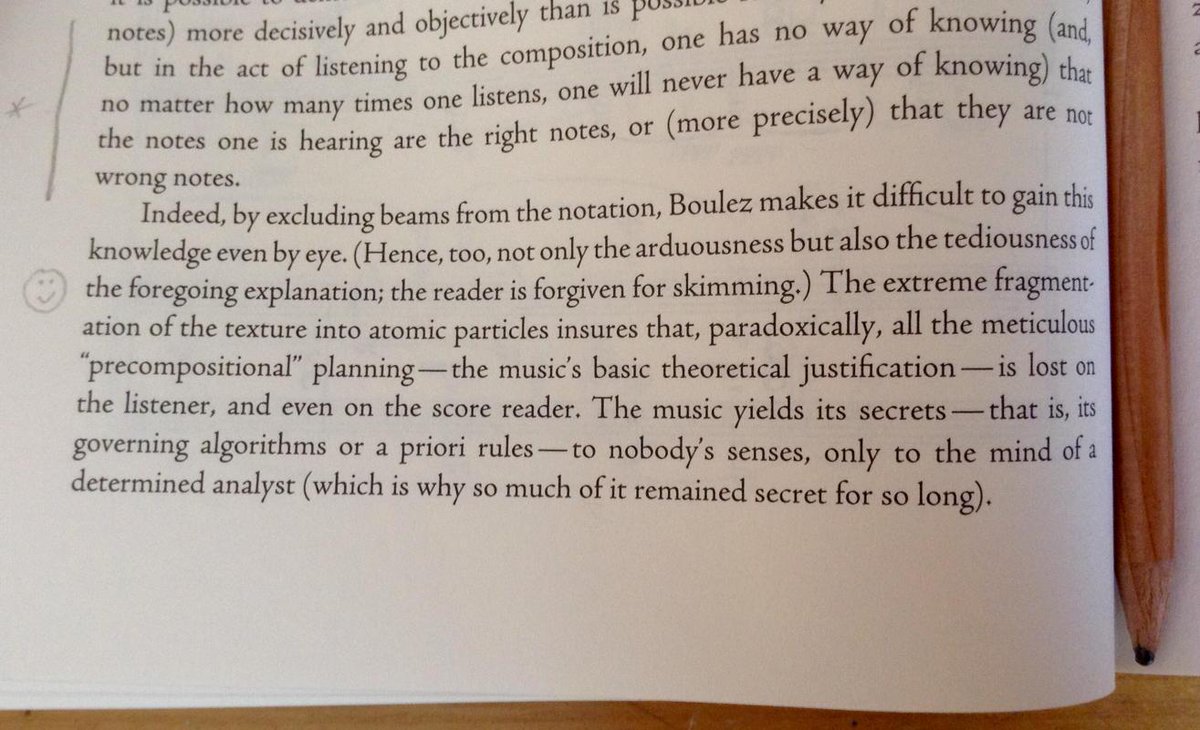 it is possible to
notes) more decisively and objectively than is possible
but in the act of listening to the composition, one has no way of knowing (and,
no matter how many times one listens, one will never have a way of knowing) that
the notes one is hearing are the right notes, or (more precisely) that they are not
wrong notes.
Indeed, by excluding beams from the notation, Boulez makes it difficult to gain this
knowledge even by eye. (Hence, too, not only the arduousness but also the tediousness of
the foregoing explanation; the reader is forgiven for skimming.) The extreme fragment-
ation of the texture into atomic particles insures that, paradoxically, all the meticulous
“precompositional” planning—the music’s basic theoretical justification—is lost on
the listener, and even on the score reader. The music yields its secrets—that is, its
governing algorithms or a priori rules—to nobody’s senses, only to the mind of a
determined analyst (which is why so much of it remained secret for so long).